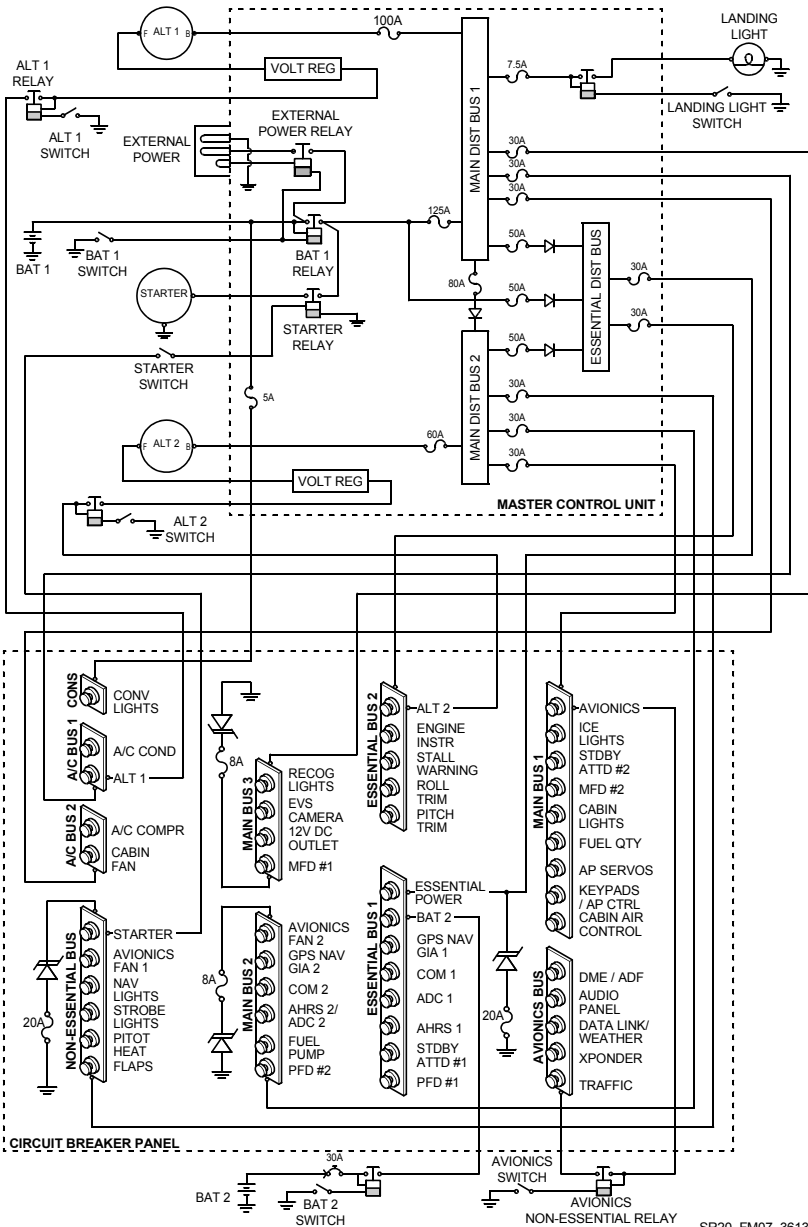 100A
F ALT 1 B
VOLT REG
ALT 1
RELAY
ALT 1
SWITCH
EXTERNAL
POWER
EXTERNAL
POWER RELAY
MAIN DIST BUS 1
7.5A
LANDING
LIGHT
LANDING LIGHT
SWITCH
30A
30A
30A
125A
BAT 1
BAT 1
SWITCH
BAT 1
RELAY
50A
80A
50A
50A
ESSENTIAL DIST BUS
30A
30A
STARTER
STARTER
RELAY
STARTER
SWITCH
5A
MAIN DIST BUS 2
30A
30A
30A
F ALT 2 B
60A
VOLT REG
MASTER CONTROL UNIT
ALT 2
SWITCH
CONS
CONV
LIGHTS
A/C BUS 1
A/C COND
ALT 1
A/C BUS 2
A/C COMPR
CABIN
FAN
8A
MAIN BUS 3
RECOG
LIGHTS
EVS
CAMERA
12V DC
OUTLET
MFD #1
ESSENTIAL BUS 2
ALT 2
ENGINE
INSTR
STALL
WARNING
ROLL
TRIM
PITCH
TRIM
MAIN BUS 1
AVIONICS
ICE
LIGHTS
STDBY
ATTD #2
MFD #2
CABIN
LIGHTS
FUEL QTY
AP SERVOS
KEYPADS
/ AP CTRL
CABIN AIR
CONTROL
20A
NON-ESSENTIAL BUS
STARTER
AVIONICS
FAN 1
NAV
LIGHTS
STROBE
LIGHTS
PITOT
HEAT
FLAPS
8A
MAIN BUS 2
AVIONICS
FAN 2
GPS NAV
GIA 2
COM 2
AHRS 2/
ADC 2
FUEL
PUMP
PFD #2
ESSENTIAL BUS 1
ESSENTIAL
POWER
BAT 2
GPS NAV
GIA 1
COM 1
ADC 1
AHRS 1
STDBY
ATTD #1
PFD #1
20A
AVIONICS BUS
DME / ADF
AUDIO
PANEL
DATA LINK/
WEATHER
XPONDER
TRAFFIC
CIRCUIT BREAKER PANEL
BAT 2
30A
BAT 2
SWITCH
AVIONICS
SWITCH
AVIONICS
NON-ESSENTIAL RELAY